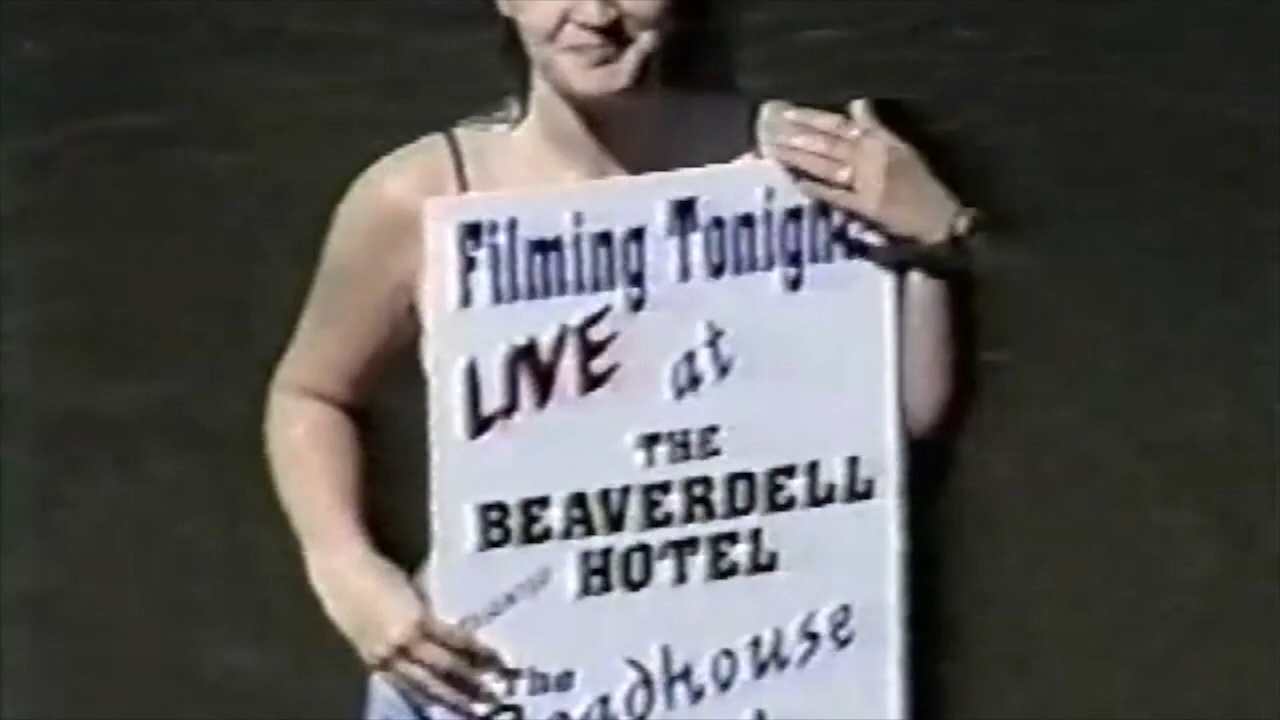 Filming Tonight
LIVE at
THE
BEAVERDELL
HOTEL
The
Roadhouse